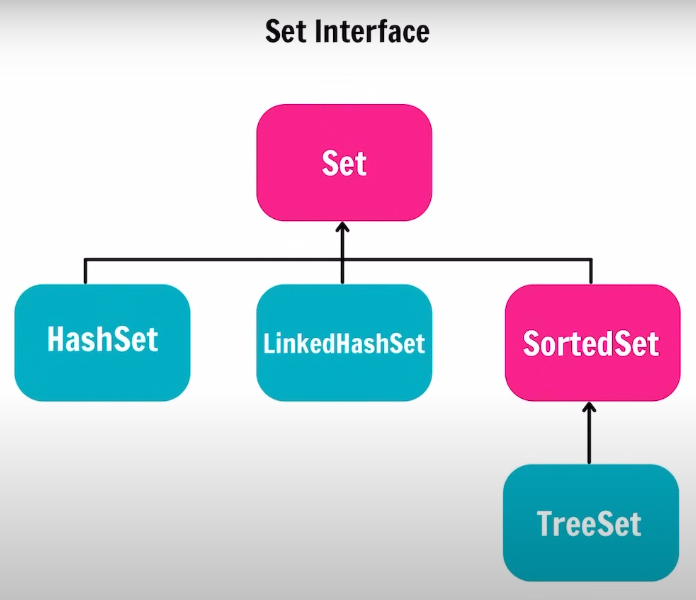 Set Interface
Set
HashSet
LinkedHashSet
SortedSet
TreeSet